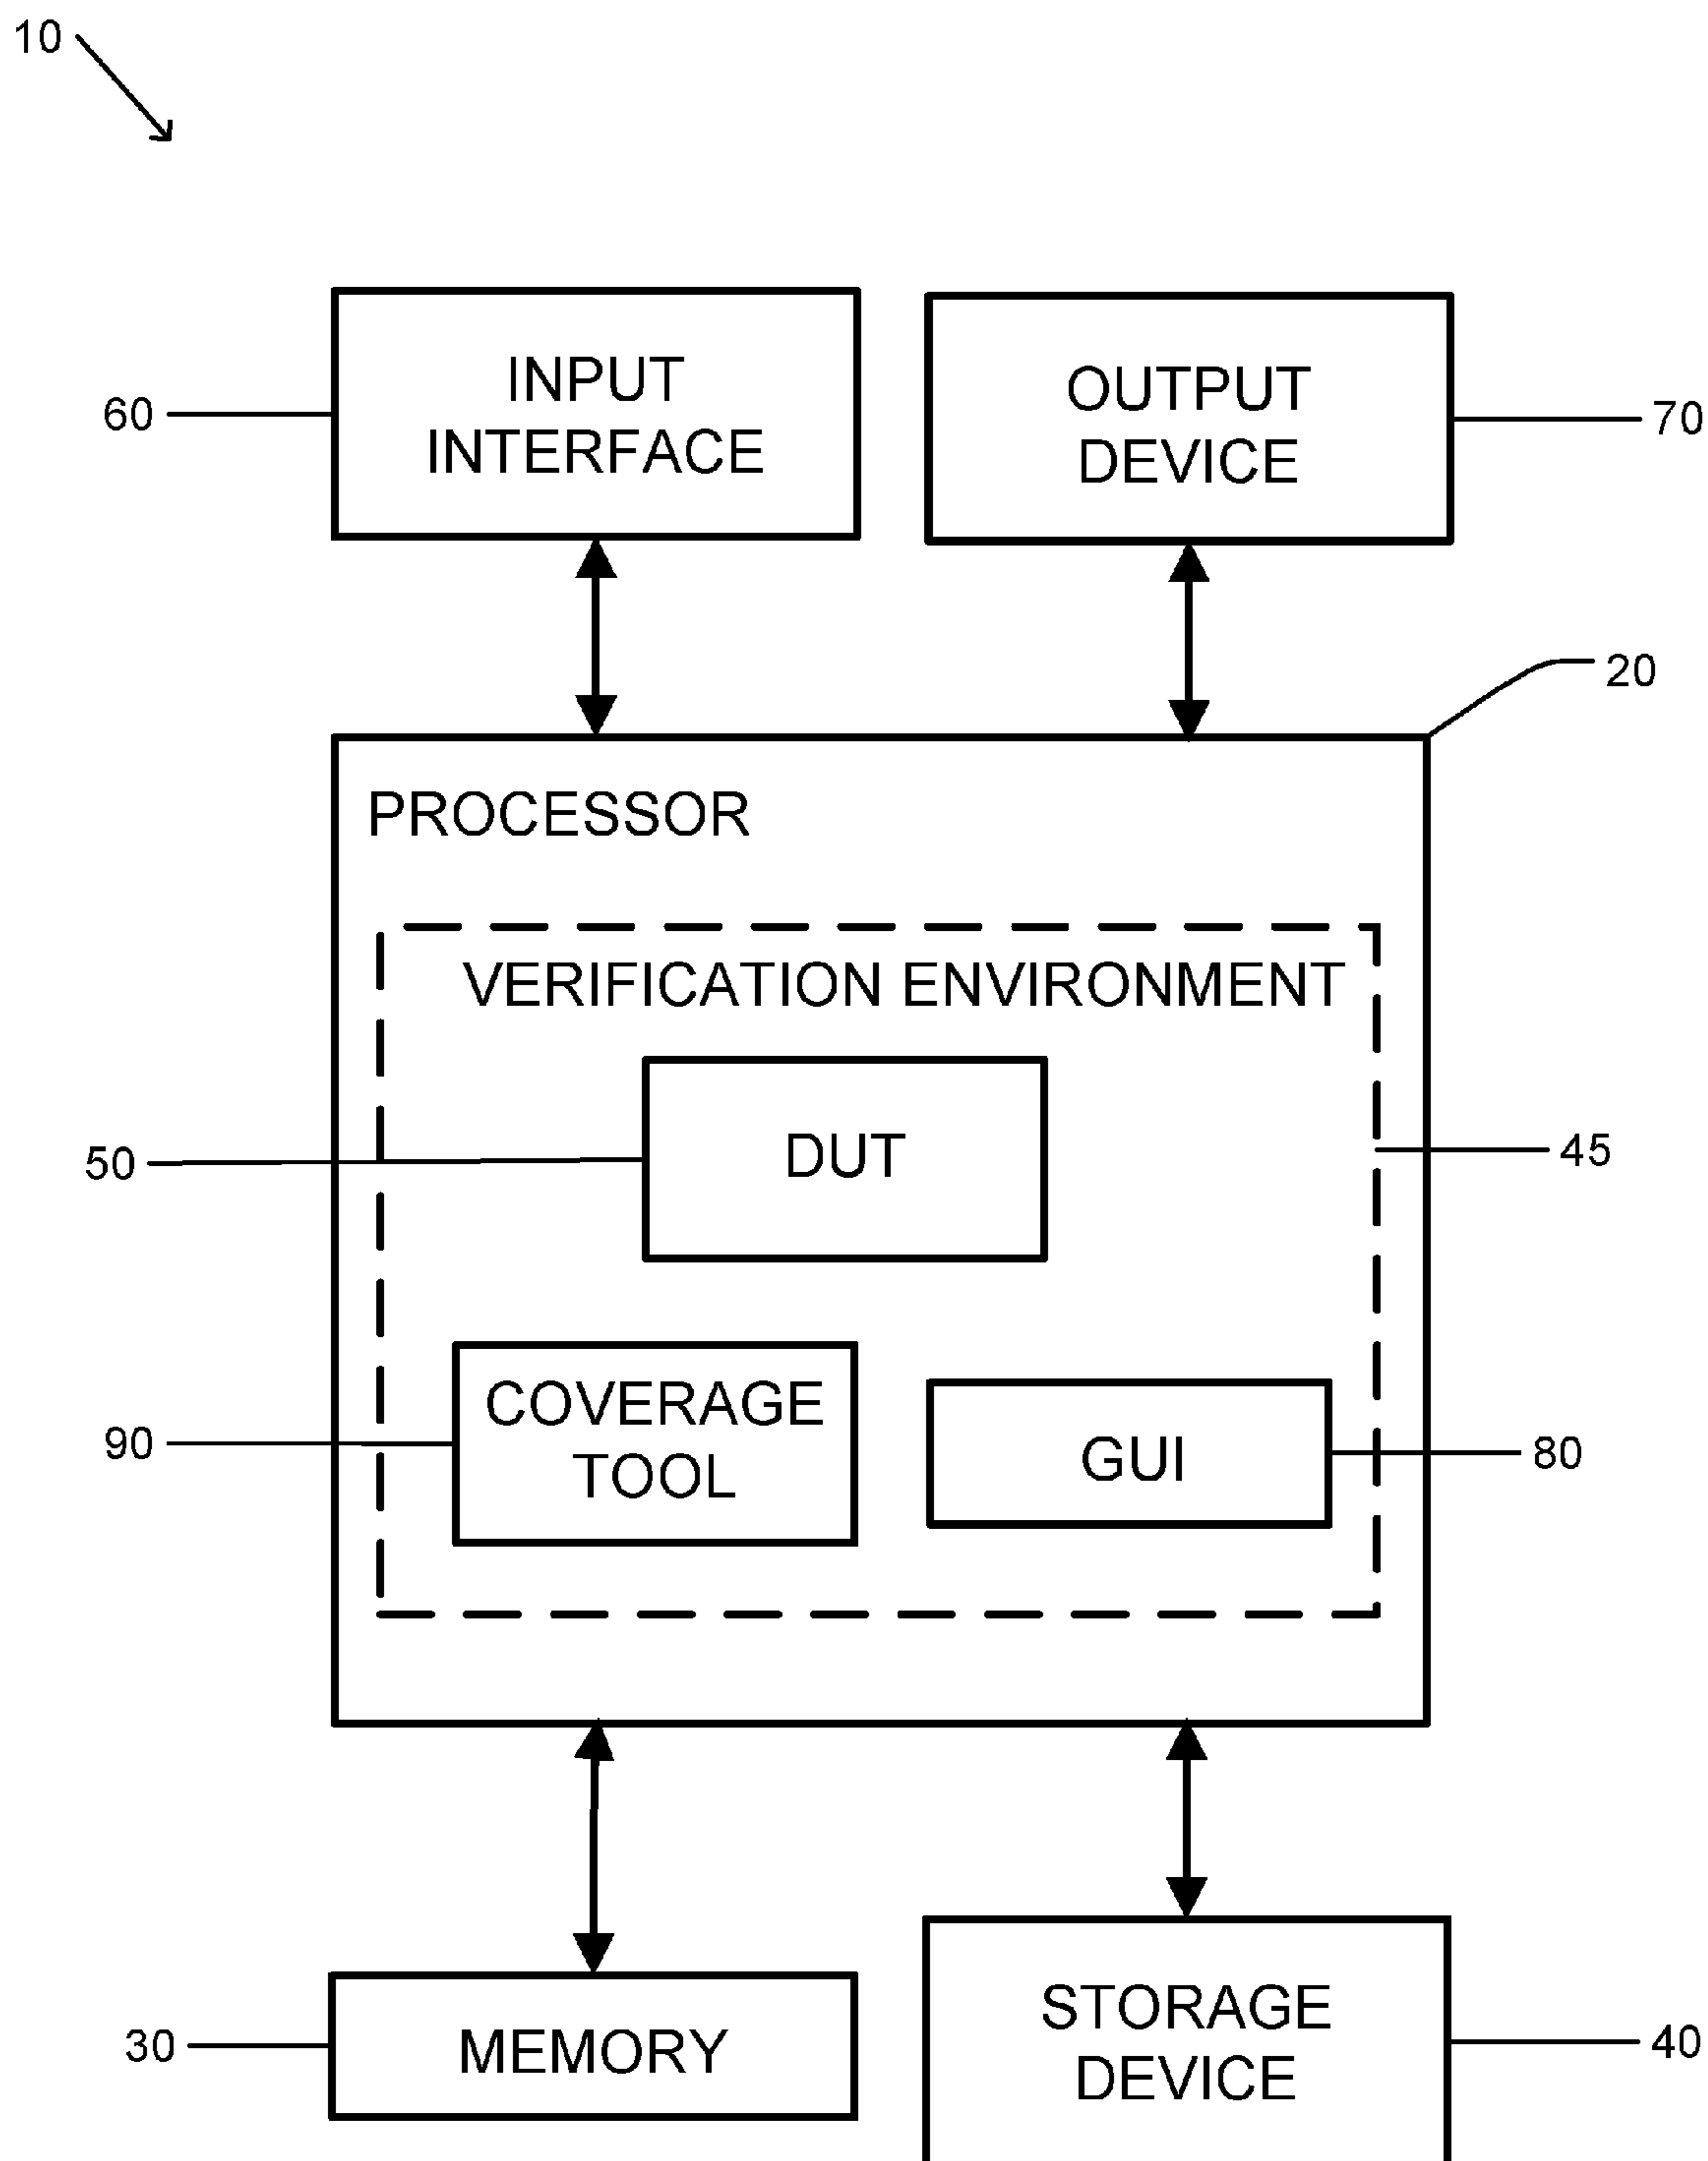 10
INPUT
INTERFACE
60
OUTPUT
DEVICE
70
20
PROCESSOR
VERIFICATION ENVIRONMENT
DUT
50
45
COVERAGE
TOOL
90
GUI
80
MEMORY
30
STORAGE
DEVICE
40